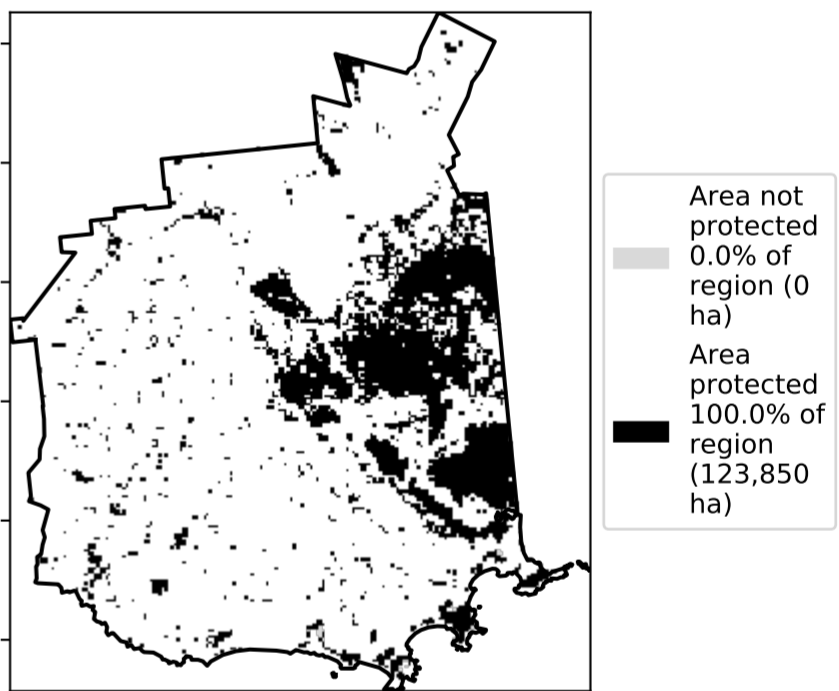 Area not
protected
0.0% of
region (0
ha)
Area
protected
100.0% of
region
(123,850
ha)